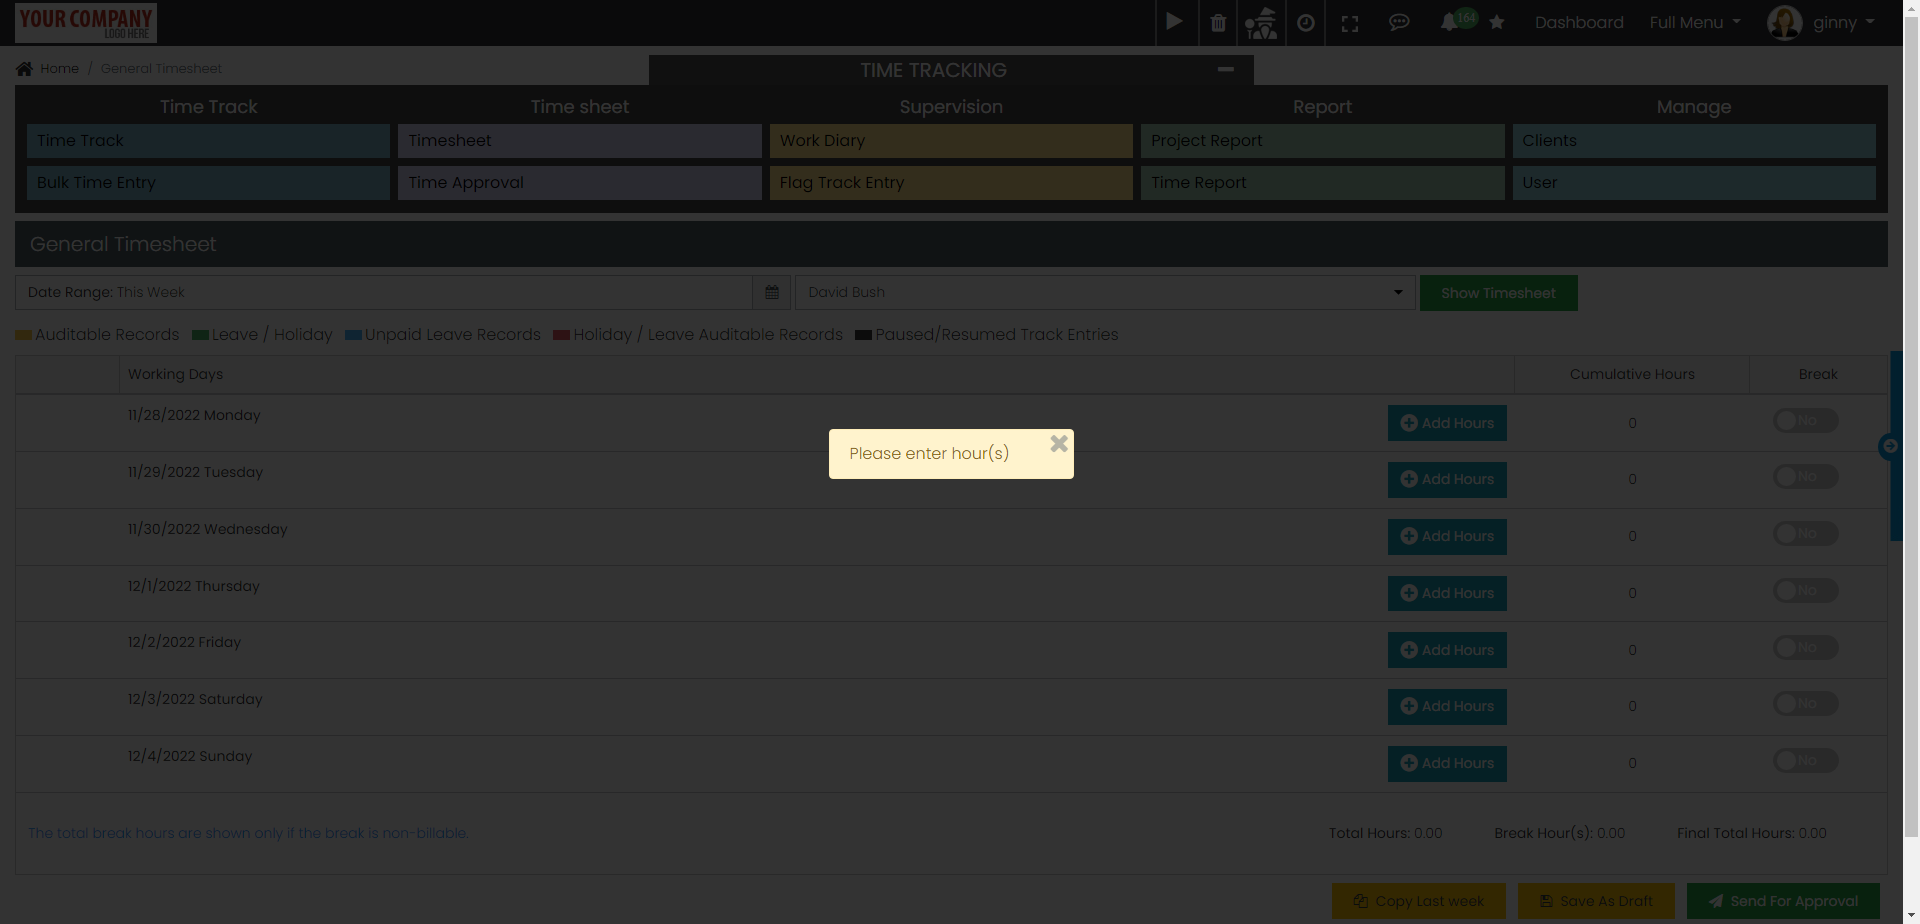 YOUR COMPANY
LOGO HERE
164
Dashboard
Full Menu
ginny
Home / General Timesheet
TIME TRACKING
Time Track
Time sheet
Supervision
Report
Manage
Time Track
Timesheet
Work Diary
Project Report
Clients
Bulk Time Entry
Time Approval
Flag Track Entry
Time Report
User
General Timesheet
Date Range: This Week
David Bush
Show Timesheet
Auditable Records
Leave / Holiday
Unpaid Leave Records
Holiday / Leave Auditable Records
Paused/Resumed Track Entries
Working Days
Cumulative Hours
Break
11/28/2022 Monday
Add Hours
0
No
Please enter hour(s)
11/29/2022 Tuesday
Add Hours
0
No
11/30/2022 Wednesday
Add Hours
0
No
12/1/2022 Thursday
Add Hours
0
No
12/2/2022 Friday
Add Hours
0
No
12/3/2022 Saturday
Add Hours
0
No
12/4/2022 Sunday
Add Hours
0
No
The total break hours are shown only if the break is non-billable.
Total Hours: 0.00
Break Hour(s): 0.00
Final Total Hours: 0.00
Copy Last week
Save As Draft
Send For Approval